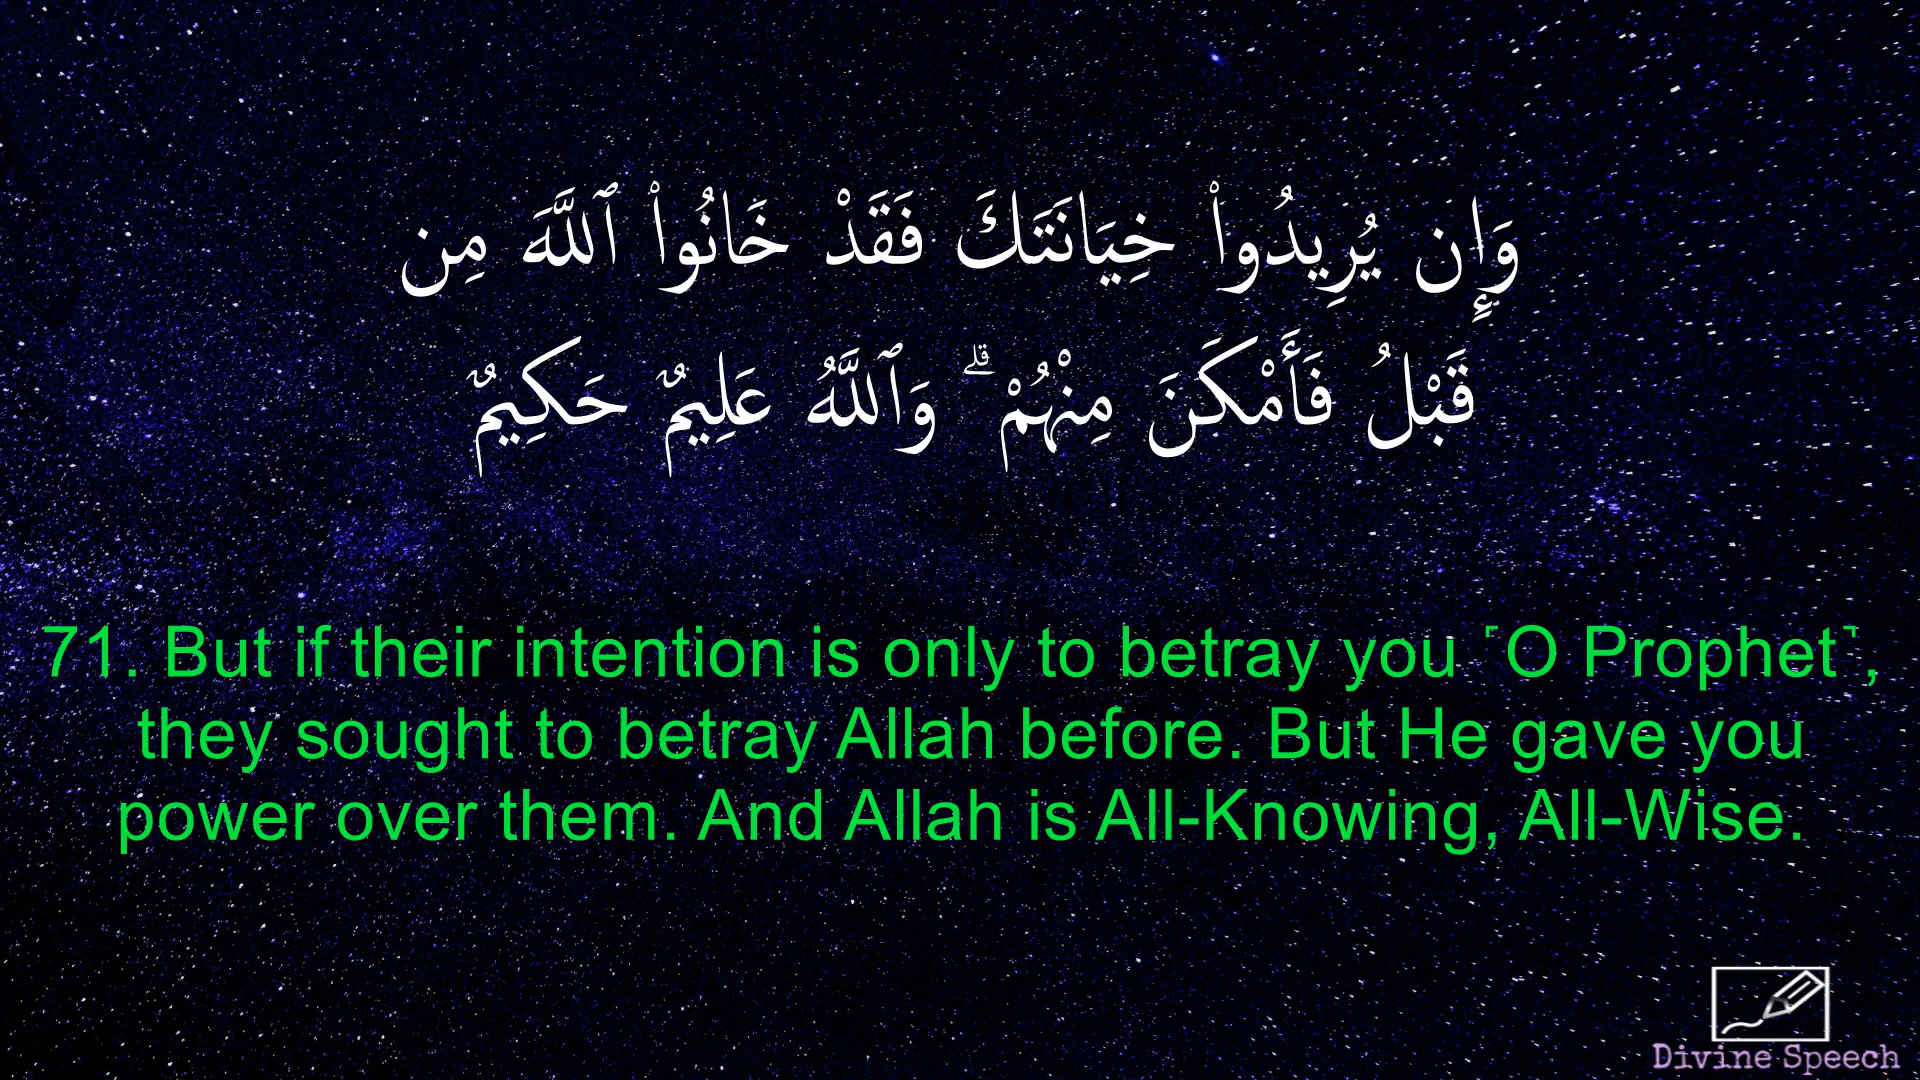 وَإِن يُرِيدُوا۟ خِيَانَتَكَ فَقَدْ خَانُوا۟ ٱللَّهَ مِن
قَبْلُ فَأَمْكَنَ مِنْهُمْ ۗ وَٱللَّهُ عَلِيمٌ حَكِيمٌ
71. But if their intention is only to betray you ˹O Prophet˺,
they sought to betray Allah before. But He gave you
power over them. And Allah is All-Knowing, All-Wise.
Divine Speech